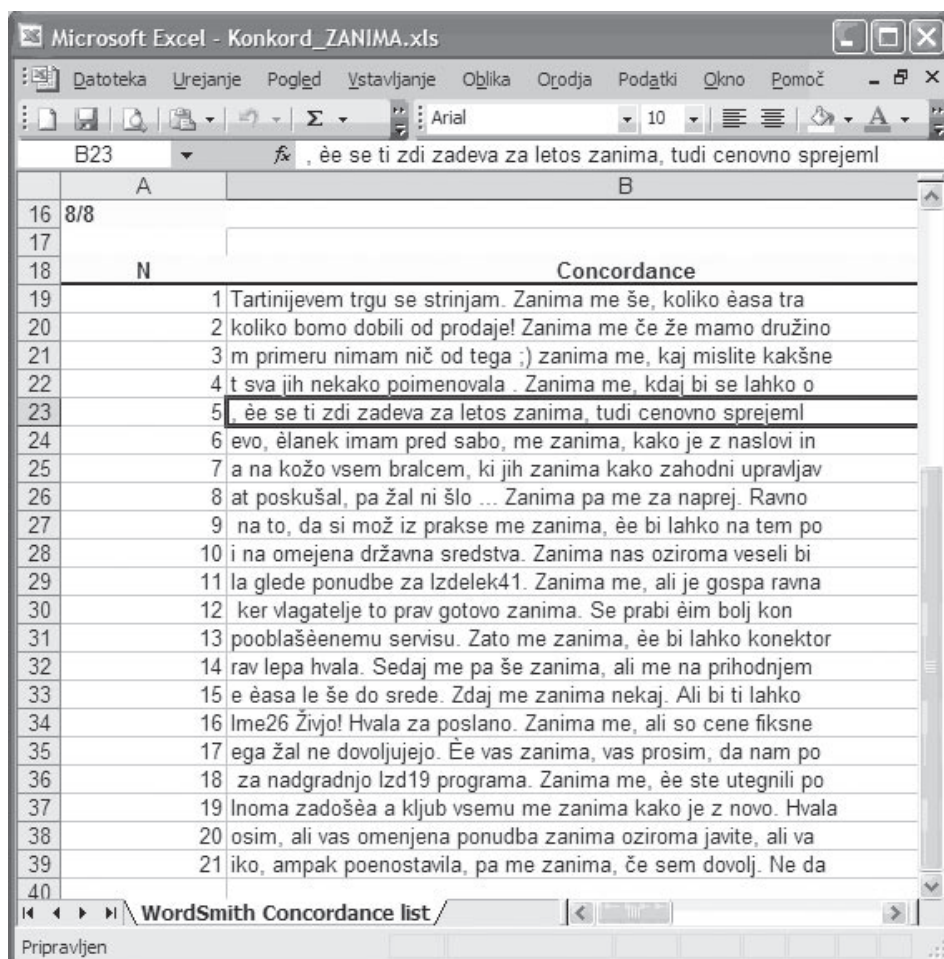 Microsoft Excel - Konkord_ZANIMA.xls
Datoteka Urejanje Pogled Vstavljanje Oblika Orodja Podatki Okno Pomoč
Arial 10
B23 fx , èe se ti zdi zadeva za letos zanima, tudi cenovno sprejeml
A B
16 8/8
17
18 N Concordance
19 1 Tartinijevem trgu se strinjam. Zanima me še, koliko èasa tra
20 2 koliko bomo dobili od prodaje! Zanima me če že mamo družino
21 3 m primeru nimam nič od tega ;) zanima me, kaj mislite kakšne
22 4 t sva jih nekako poimenovala . Zanima me, kdaj bi se lahko o
23 5 , èe se ti zdi zadeva za letos zanima, tudi cenovno sprejeml
24 6 evo, èlanek imam pred sabo, me zanima, kako je z naslovi in
25 7 a na kožo vsem bralcem, ki jih zanima kako zahodni upravljav
26 8 at poskušal, pa žal ni šlo ... Zanima pa me za naprej. Ravno
27 9 na to, da si mož iz prakse me zanima, èe bi lahko na tem po
28 10 i na omejena državna sredstva. Zanima nas oziroma veseli bi
29 11 la glede ponudbe za Izdelek41. Zanima me, ali je gospa ravna
30 12 ker vlagatelje to prav gotovo zanima. Se prabi èim bolj kon
31 13 pooblašèenemu servisu. Zato me zanima, èe bi lahko konektor
32 14 rav lepa hvala. Sedaj me pa še zanima, ali me na prihodnjem
33 15 e èasa le še do srede. Zdaj me zanima nekaj. Ali bi ti lahko
34 16 Ime26 Živjo! Hvala za poslano. Zanima me, ali so cene fiksne
35 17 ega žal ne dovoljujejo. Èe vas zanima, vas prosim, da nam po
36 18 za nadgradnjo Izd19 programa. Zanima me, èe ste utegnili po
37 19 lnoma zadošèa a kljub vsemu me zanima kako je z novo. Hvala
38 20 osim, ali vas omenjena ponudba zanima oziroma javite, ali va
39 21 iko, ampak poenostavila, pa me zanima, če sem dovolj. Ne da
40
WordSmith Concordance list
Pripravljen